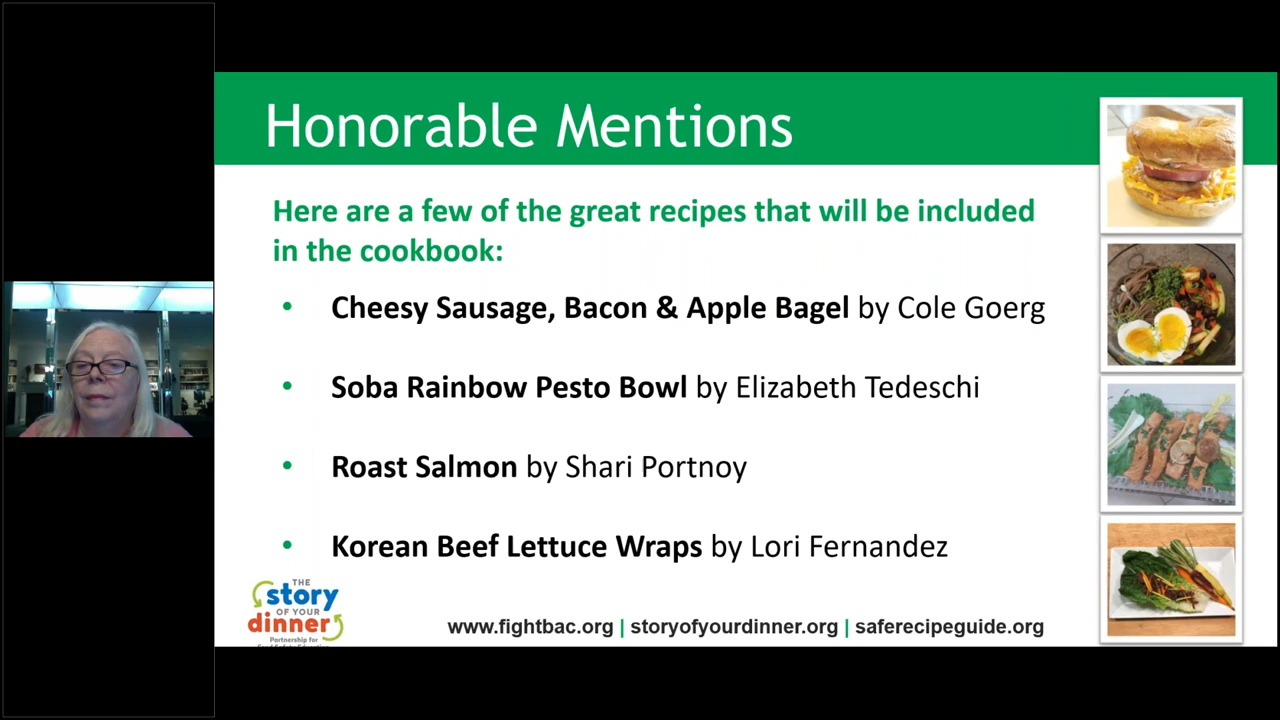 Honorable Mentions
Here are a few of the great recipes that will be included
in the cookbook:
• Cheesy Sausage, Bacon & Apple Bagel by Cole Goerg
• Soba Rainbow Pesto Bowl by Elizabeth Tedeschi
• Roast Salmon by Shari Portnoy
• Korean Beef Lettuce Wraps by Lori Fernandez
THE
story
OF YOUR
dinner
Partnership for
www.fightbac.org | storyofyourdinner.org | saferecipeguide.org